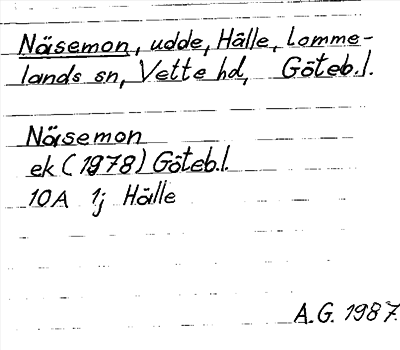 Näsemon, udde, Hälle, Lomme-
lands sn, Vette hd, Göteb.l.
Näsemon
ek (1978) Göteb.l.
10A 1j Hälle
A.G. 1987.